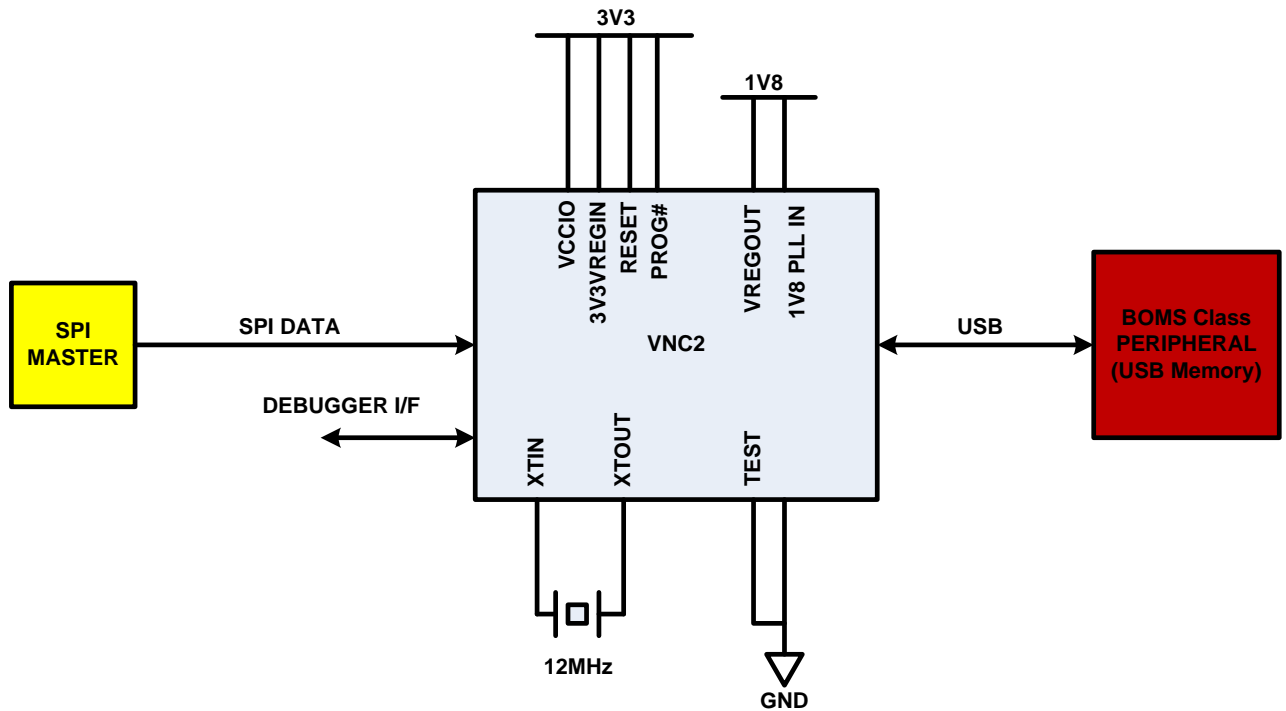 3V3
1V8
VCCIO
3V3VREGIN
RESET
PROG#
VREGOUT
1V8 PLL IN
SPI
MASTER
SPI DATA
VNC2
USB
BOMS Class
PERIPHERAL
(USB Memory)
DEBUGGER I/F
XTIN
XTOUT
TEST
12MHz
GND